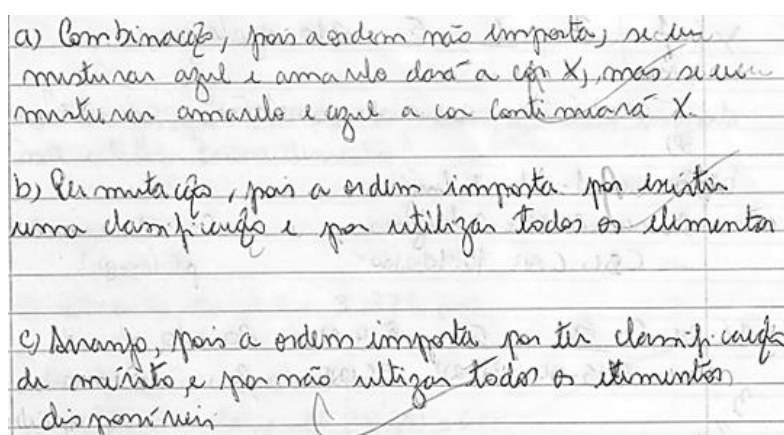 a) Combinação, pois a ordem não importa, se eu
misturar azul e amarelo dará a cor X, mas se eu
misturar amarelo e azul a cor continuará X.
b) Permutação, pois a ordem importa por existir
uma classificação e por utilizar todos os elementos
c) Arranjo, pois a ordem importa por ter classificação
de mérito, e por não ultizar todos os elementos
disponíveis